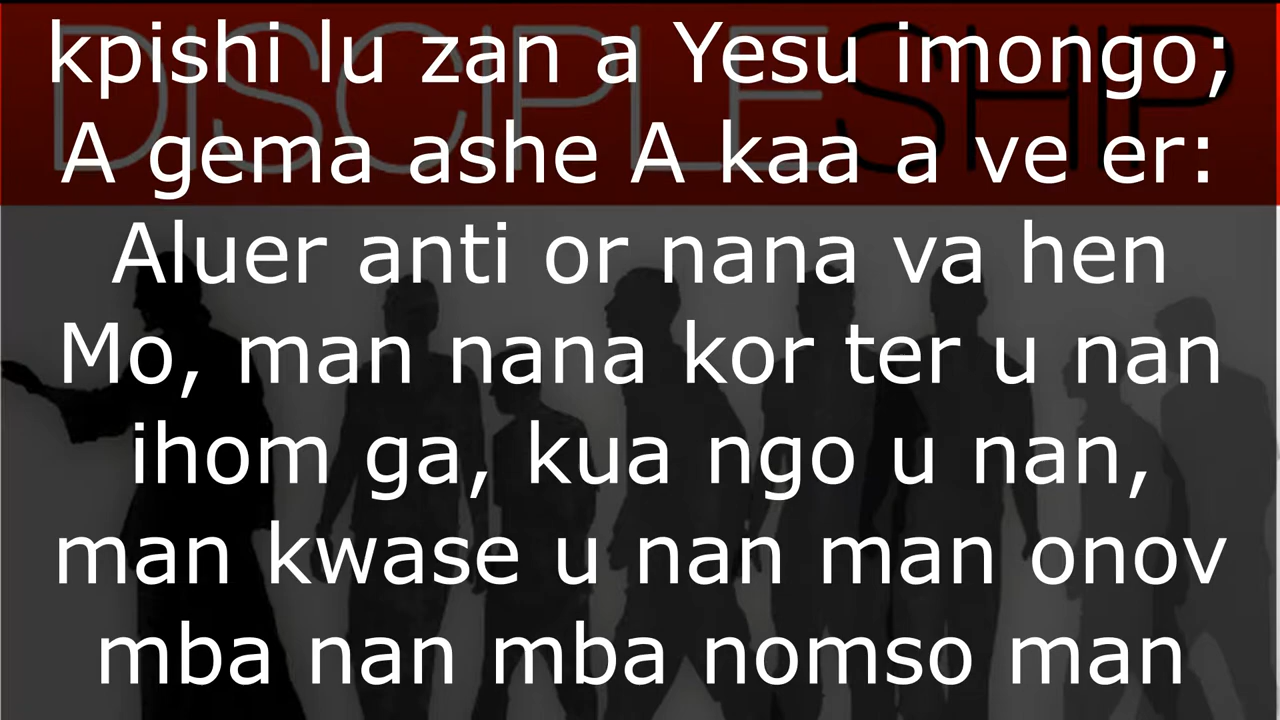 DISCIPLESHIP
kpishi lu zan a Yesu imongo;
A gema ashe A kaa a ve er:
Aluer anti or nana va hen
Mo, man nana kor ter u nan
ihom ga, kua ngo u nan,
man kwase u nan man onov
mba nan mba nomso man